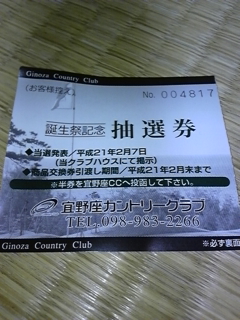 Ginoza Country Club
(お客様控え)
No. 004817
誕生祭記念 抽選券
◆当選発表／平成21年2月7日
(当クラブハウスにて掲示)
◆商品交換券引渡し期間／平成21年2月末まで
※半券を宜野座CCへ投函して下さい。
宜野座カントリークラブ
TEL.098-983-2266
Ginoza Country Club
※必ず裏面